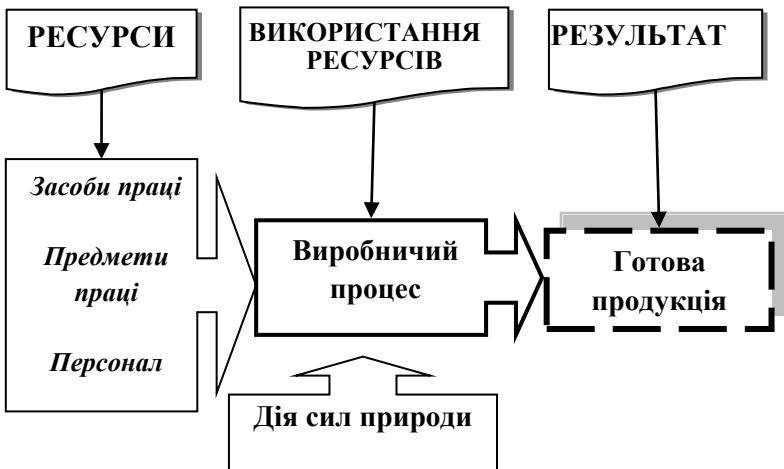 РЕСУРСИ
ВИКОРИСТАННЯ
РЕСУРСІВ
РЕЗУЛЬТАТ
Засоби праці
Предмети
праці
Персонал
Виробничий
процес
Готова
продукція
Дія сил природи